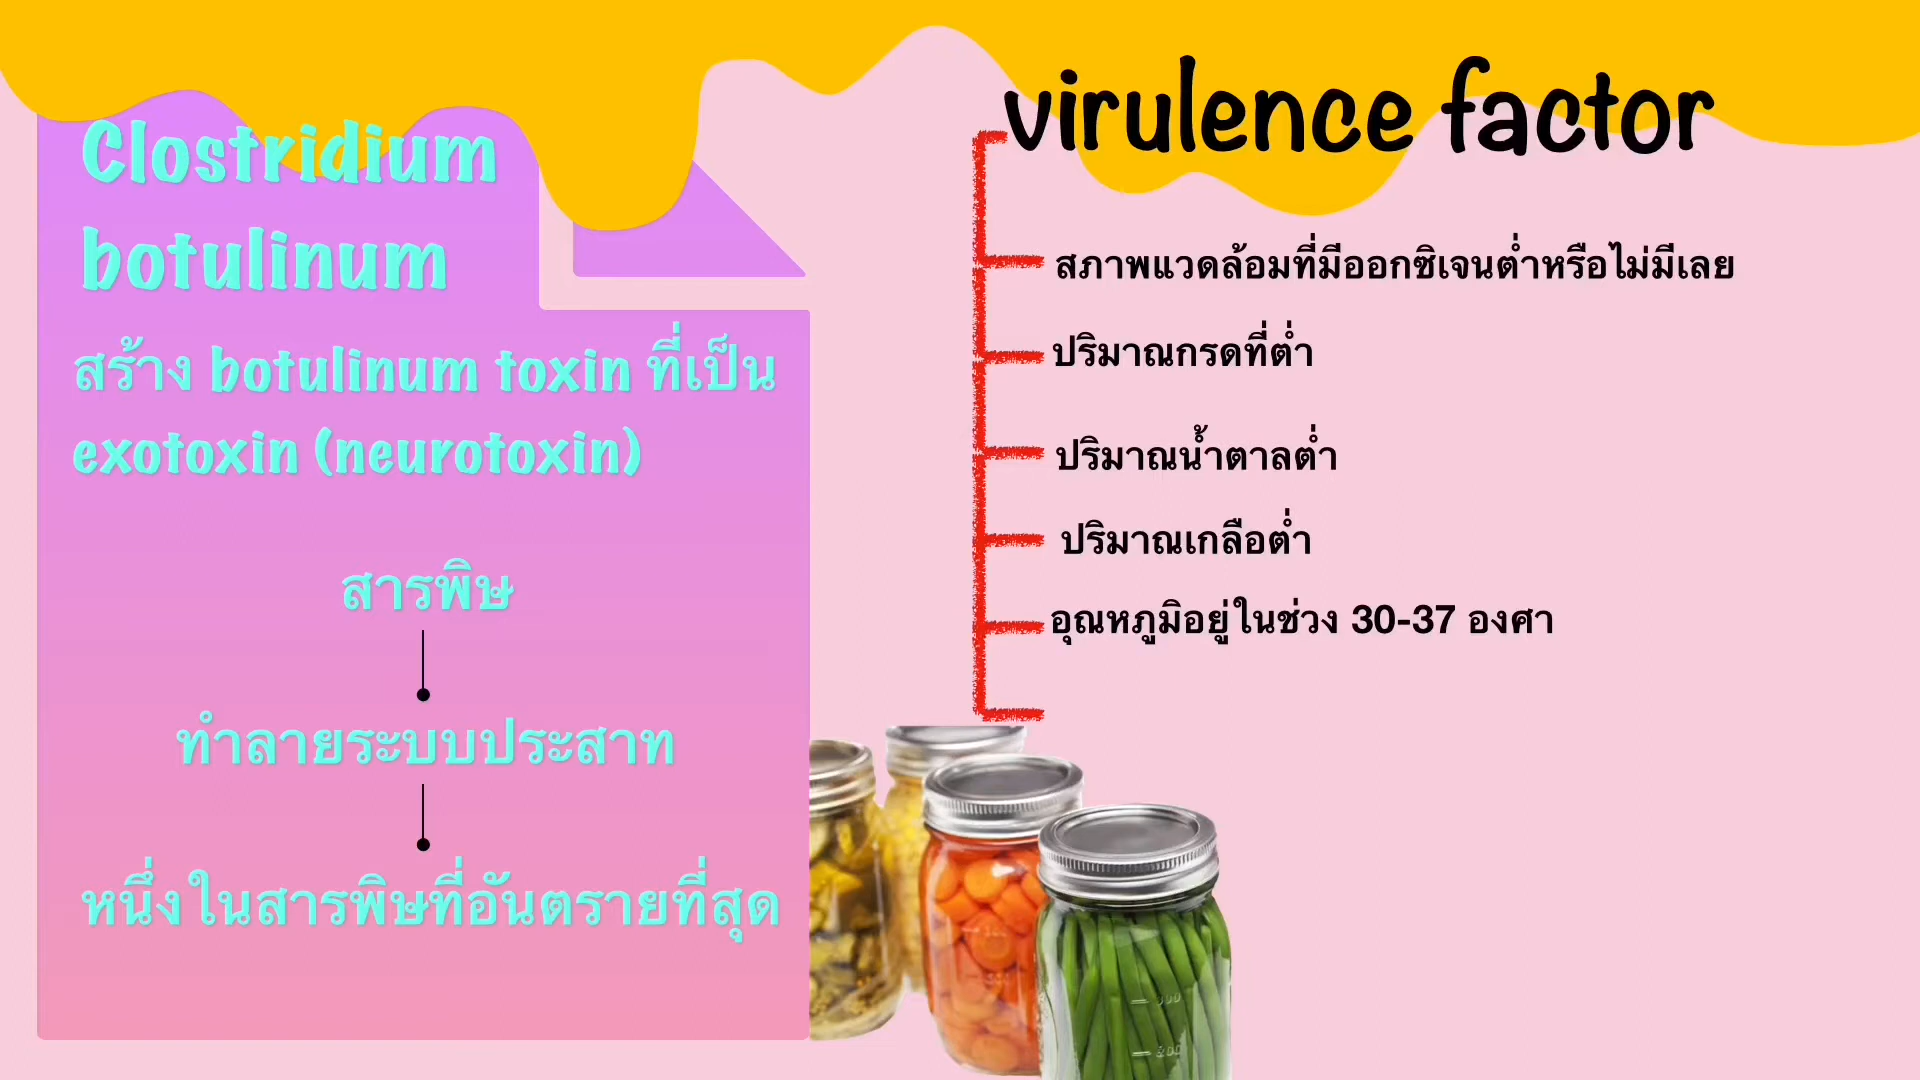 Clostridium
botulinum
สร้าง botulinum toxin ที่เป็น
exotoxin (neurotoxin)
สารพิษ
ทำลายระบบประสาท
หนึ่งในสารพิษที่อันตรายที่สุด
virulence factor
สภาพแวดล้อมที่มีออกซิเจนต่ำหรือไม่มีเลย
ปริมาณกรดที่ต่ำ
ปริมาณน้ำตาลต่ำ
ปริมาณเกลือต่ำ
อุณหภูมิอยู่ในช่วง 30-37 องศา